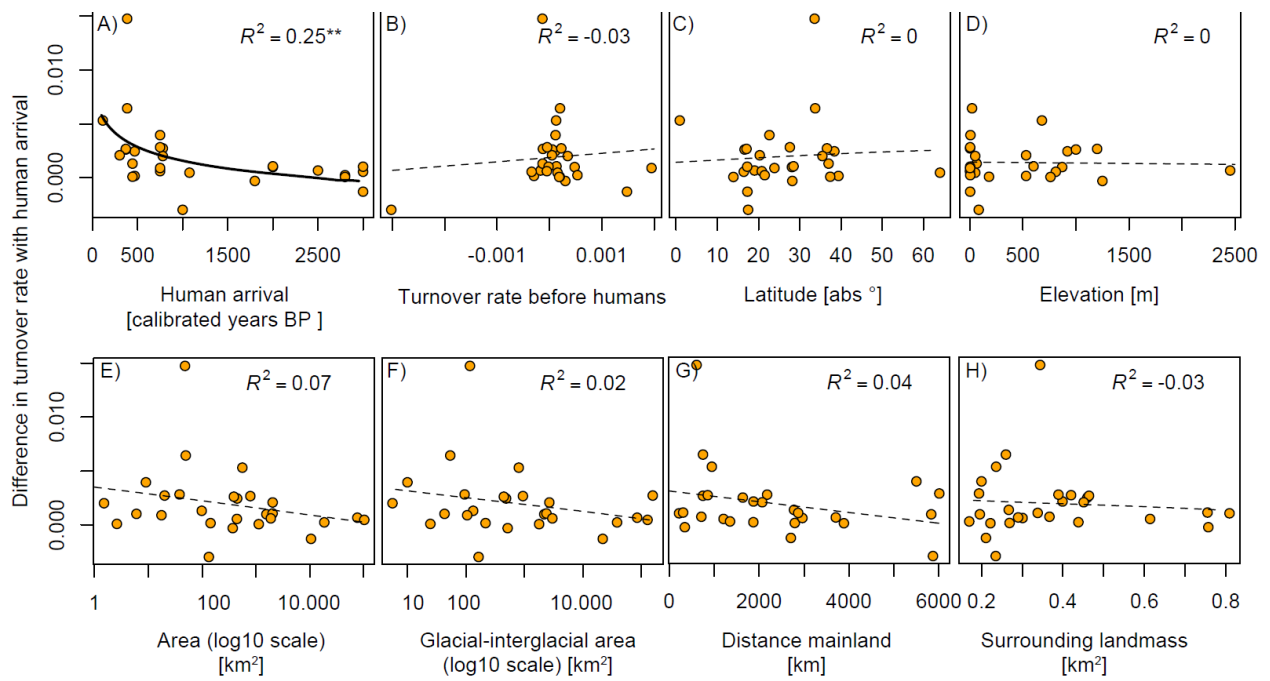 Difference in turnover rate with human arrival
A)
R² = 0.25**
B)
R² = -0.03
C)
R² = 0
D)
R² = 0
0.010
0.000
0 500 1500 2500
-0.001 0.001
0 10 20 30 40 50 60
0 500 1500 2500
Human arrival
[calibrated years BP ]
Turnover rate before humans
Latitude [abs °]
Elevation [m]
E)
R² = 0.07
F)
R² = 0.02
G)
R² = 0.04
H)
R² = -0.03
0.010
0.000
1 100 10.000
10 100 10.000
0 2000 4000 6000
0.2 0.4 0.6 0.8
Area (log10 scale)
[km²]
Glacial-interglacial area
(log10 scale) [km²]
Distance mainland
[km]
Surrounding landmass
[km²]